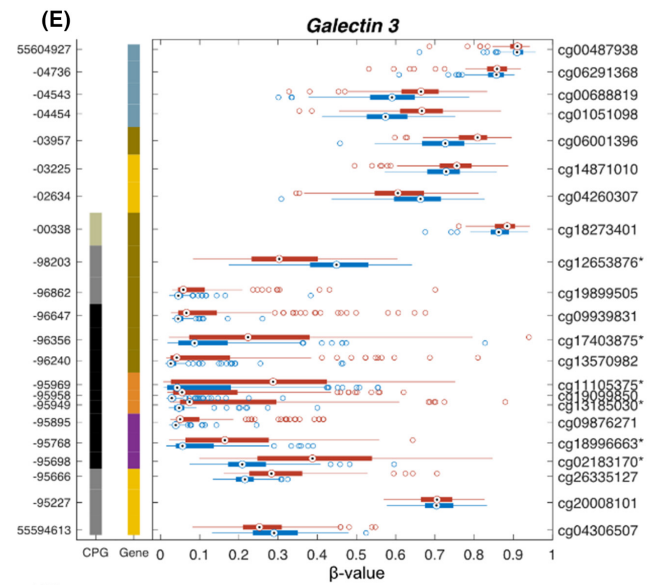 (E)
Galectin 3
55604927 cg00487938
-04736 cg06291368
-04543 cg00688819
-04454 cg01051098
-03957 cg06001396
-03225 cg14871010
-02634 cg04260307
-00338 cg18273401
-98203 cg12653876*
-96862 cg19899505
-96647 cg09939831
-96356 cg17403875*
-96240 cg13570982
-95969 cg11105375*
-95958 cg19099850
-95949 cg13185030*
-95895 cg09876271
-95768 cg18996663*
-95698 cg02183170*
-95666 cg26335127
-95227 cg20008101
55594613 cg04306507
CPG Gene 0 0.1 0.2 0.3 0.4 0.5 0.6 0.7 0.8 0.9 1
β-value